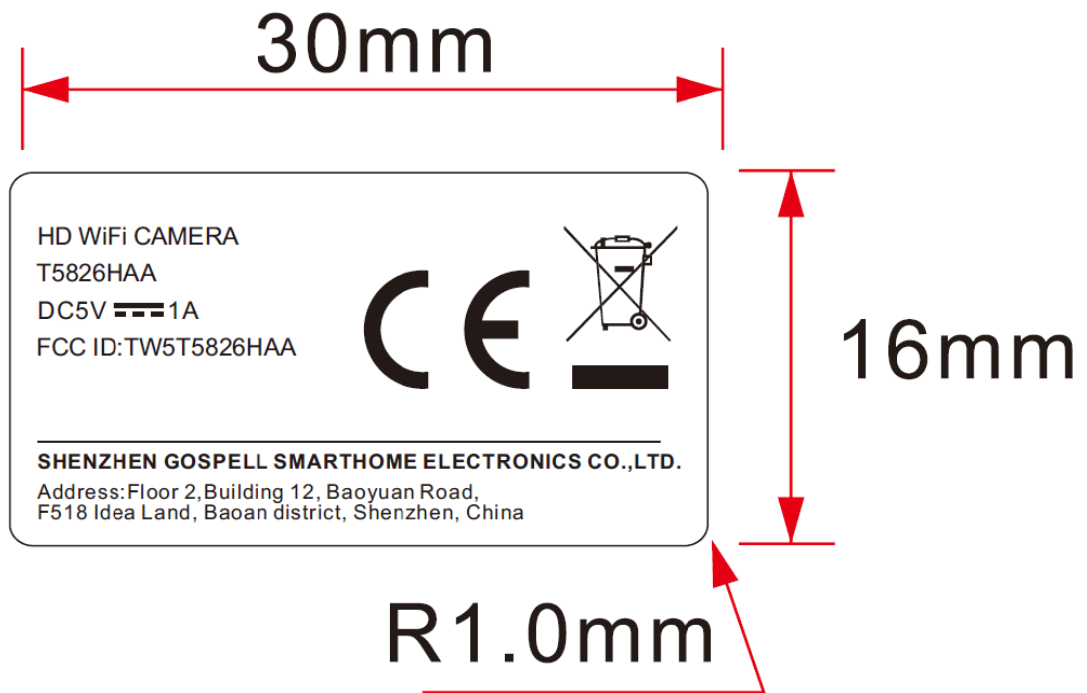 30mm
HD WiFi CAMERA
T5826HAA
DC5V 1A
FCC ID:TW5T5826HAA
CE
16mm
SHENZHEN GOSPELL SMARTHOME ELECTRONICS CO.,LTD.
Address:Floor 2,Building 12, Baoyuan Road,
F518 Idea Land, Baoan district, Shenzhen, China
R1.0mm